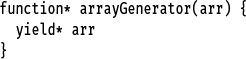 function* arrayGenerator(arr) {
  yield* arr
}